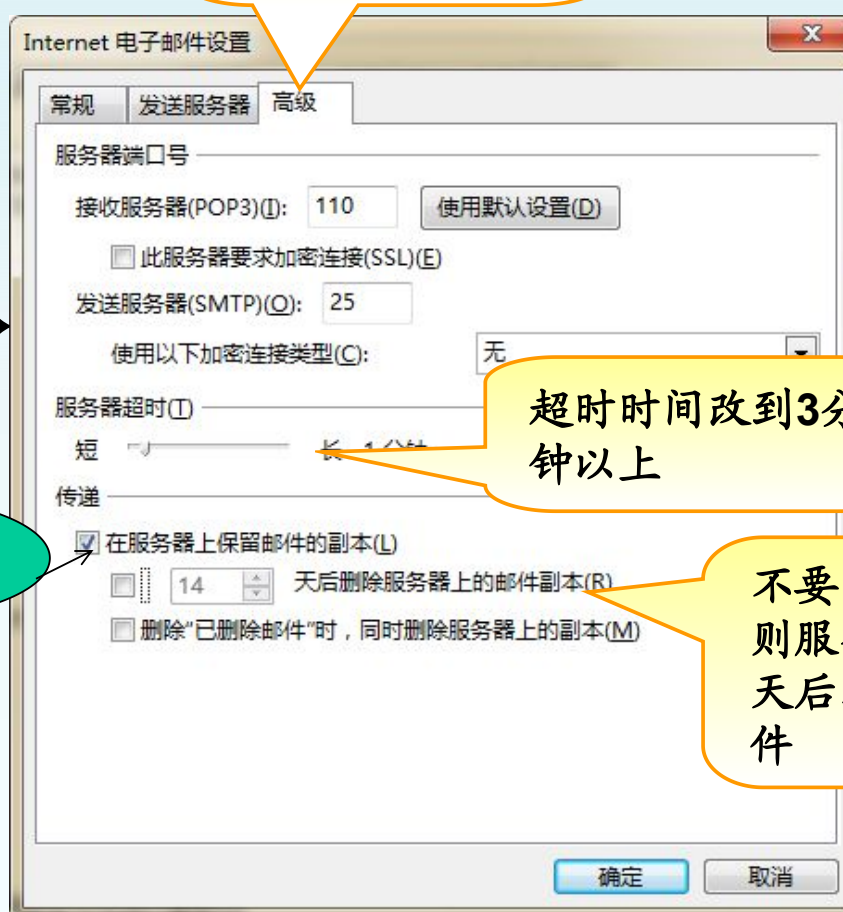 Internet 电子邮件设置
常规 发送服务器 高级
服务器端口号
接收服务器(POP3)(I): 110 使用默认设置(D)
此服务器要求加密连接(SSL)(E)
发送服务器(SMTP)(O): 25
使用以下加密连接类型(C): 无
服务器超时(T)
短 长 1 分钟
超时时间改到3分
钟以上
传递
在服务器上保留邮件的副本(L)
14 天后删除服务器上的邮件副本(R)
删除“已删除邮件”时，同时删除服务器上的副本(M)
不要
则服
天后
件
确定 取消